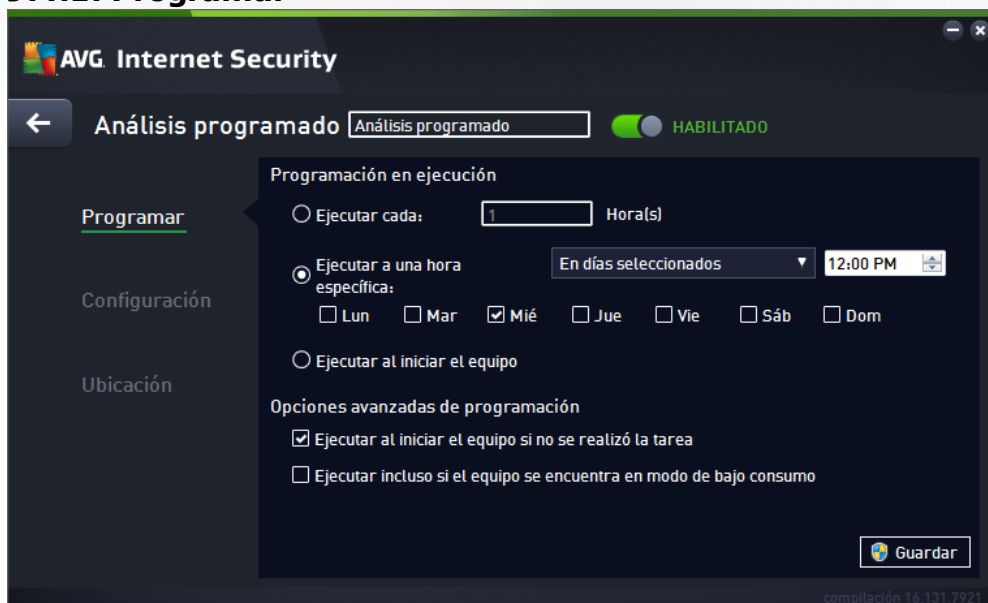 AVG Internet Security
Análisis programado Análisis programado HABILITADO
Programación en ejecución
Programar
Ejecutar cada: 1 Hora(s)
Ejecutar a una hora específica: En días seleccionados 12:00 PM
Lun Mar Mié Jue Vie Sáb Dom
Configuración
Ejecutar al iniciar el equipo
Ubicación
Opciones avanzadas de programación
Ejecutar al iniciar el equipo si no se realizó la tarea
Ejecutar incluso si el equipo se encuentra en modo de bajo consumo
Guardar
compilación 16.131.7921